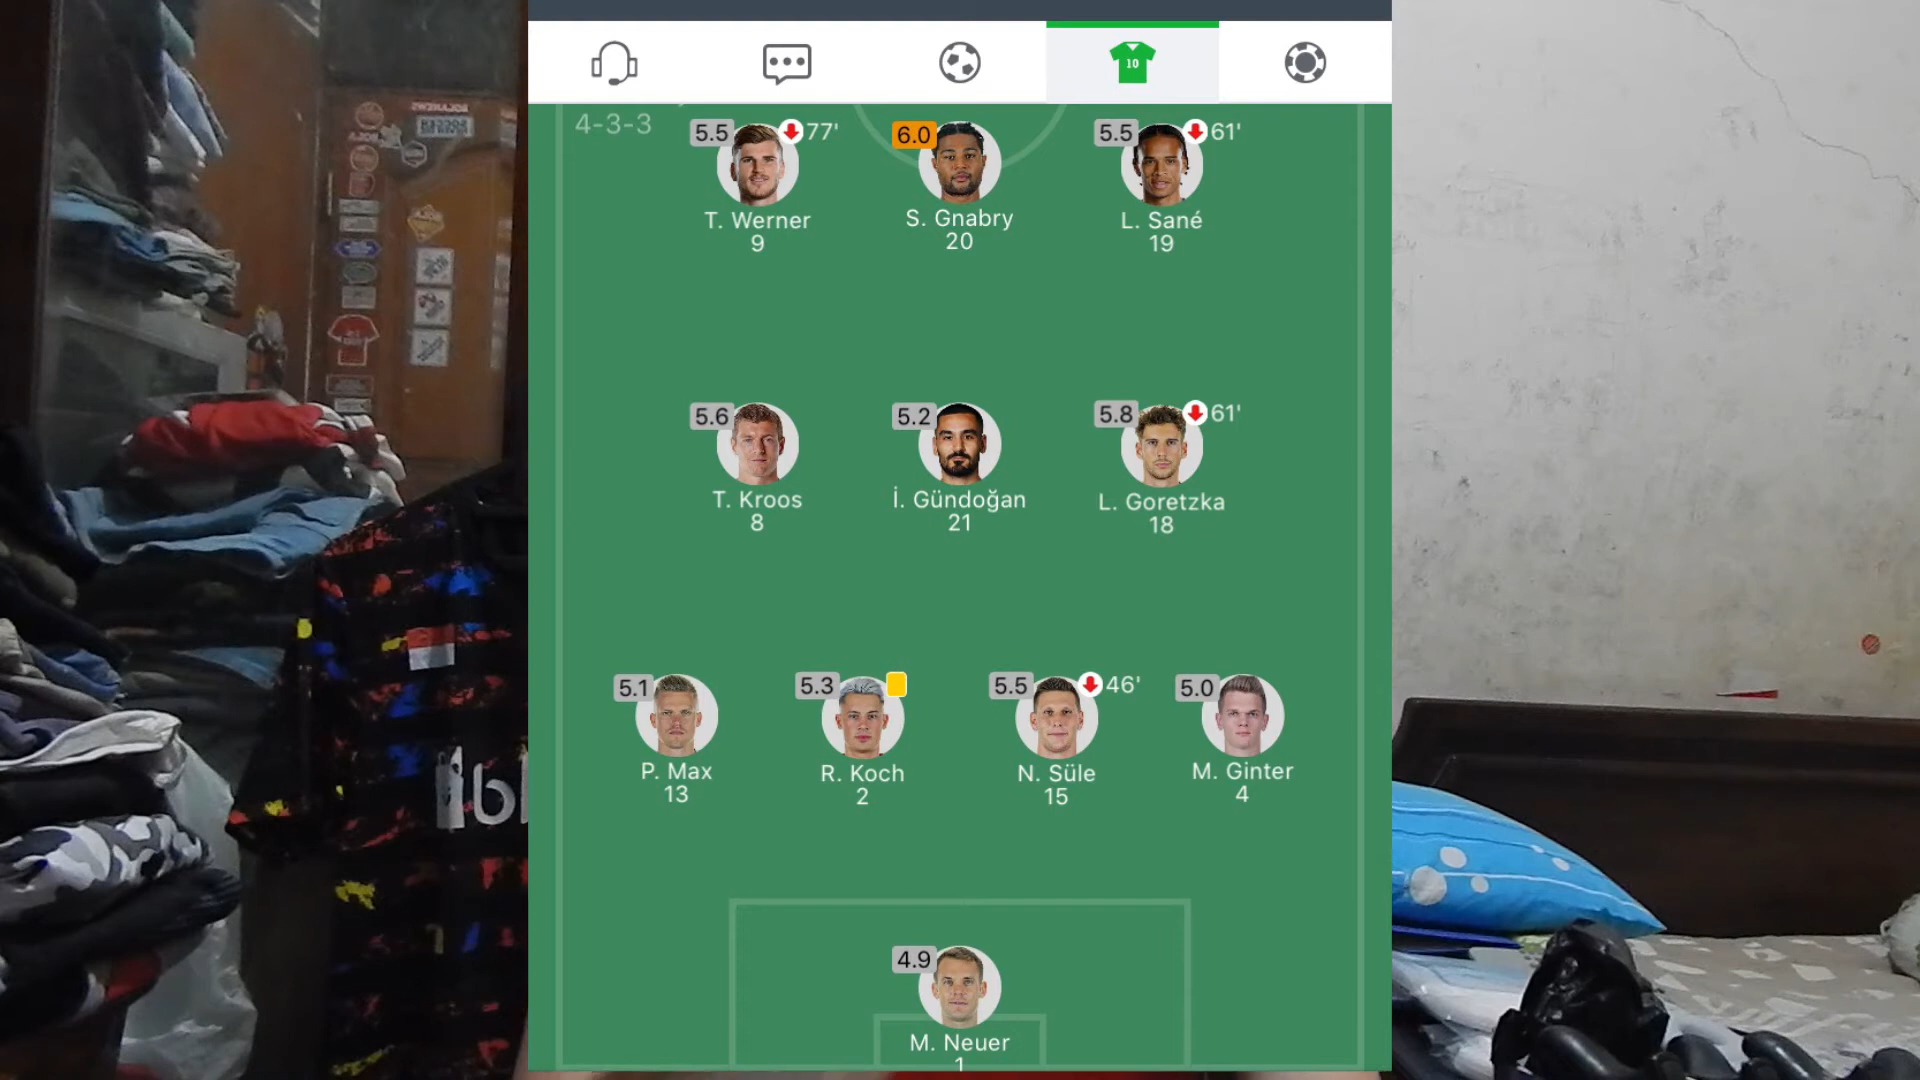 10
4-3-3
5.5 77'
6.0
5.5 61'
T. Werner
9
S. Gnabry
20
L. Sané
19
5.6
5.2
5.8 61'
T. Kroos
8
İ. Gündoğan
21
L. Goretzka
18
5.1
5.3
5.5 46'
5.0
P. Max
13
R. Koch
2
N. Süle
15
M. Ginter
4
4.9
M. Neuer
1